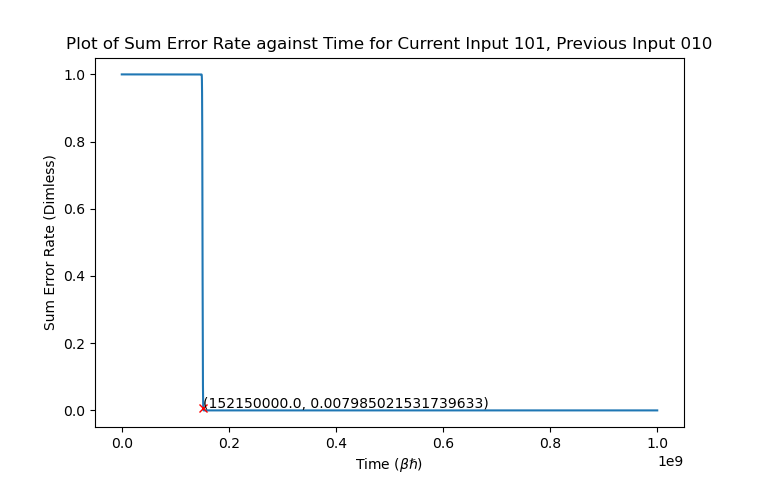 Plot of Sum Error Rate against Time for Current Input 101, Previous Input 010
1.0
0.8
0.6
0.4
0.2
0.0
Sum Error Rate (Dimless)
(152150000.0, 0.007985021531739633)
0.0 0.2 0.4 0.6 0.8 1.0
1e9
Time (βħ)